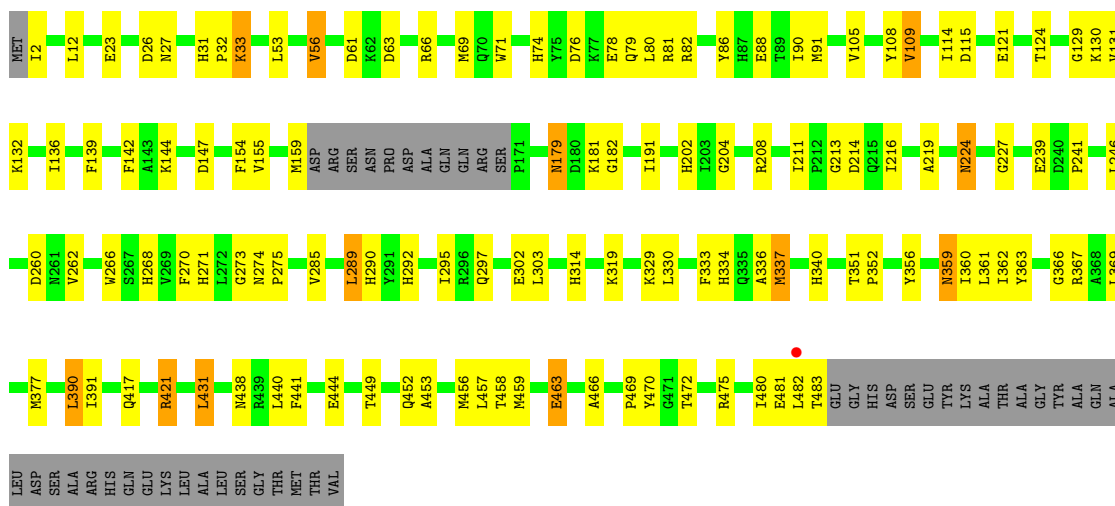 MET I2 L12 E23 D26 N27 H31 P32 K33 L53 V56 D61 K62 D63 R66 M69 Q70 W71 H74 Y75 D76 K77 E78 Q79 L80 R81 R82 Y86 H87 E88 T89 I90 M91 V105 Y108 V109 I114 D115 E121 T124 G129 K130 V131
K132 I136 F139 F142 A143 K144 D147 F154 V155 M159 ASP ARG SER ASN PRO ASP ALA GLN GLN ARG SER P171 N179 D180 K181 G182 I191 H202 I203 G204 R208 I211 P212 G213 D214 Q215 I216 A219 N224 G227 E239 D240 P241 L246
D260 N261 V262 W266 S267 H268 V269 F270 H271 L272 G273 N274 P275 V285 L289 H290 Y291 H292 I295 R296 Q297 E302 L303 H314 K319 K329 L330 F333 H334 Q335 A336 M337 H340 T351 P352 Y356 N359 I360 L361 I362 Y363 G366 R367 A368 L369
M377 L390 I391 Q417 R421 L431 N438 R439 L440 F441 E444 T449 Q452 A453 M456 L457 T458 M459 E463 A466 P469 Y470 G471 T472 R475 I480 E481 L482 T483 GLU GLY HIS ASP SER GLU TYR LYS ALA THR ALA GLY TYR ALA GLN ALA
LEU ASP SER ALA ARG HIS GLN GLU LYS LEU ALA LEU SER GLY THR MET THR VAL